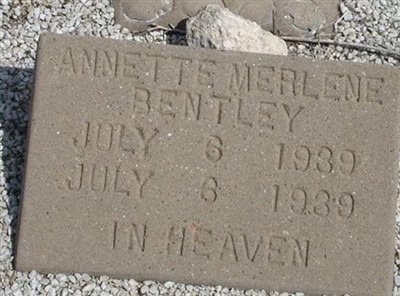 ANNETTE MERLENE
BENTLEY
JULY 6 1939
JULY 6 1939
IN HEAVEN